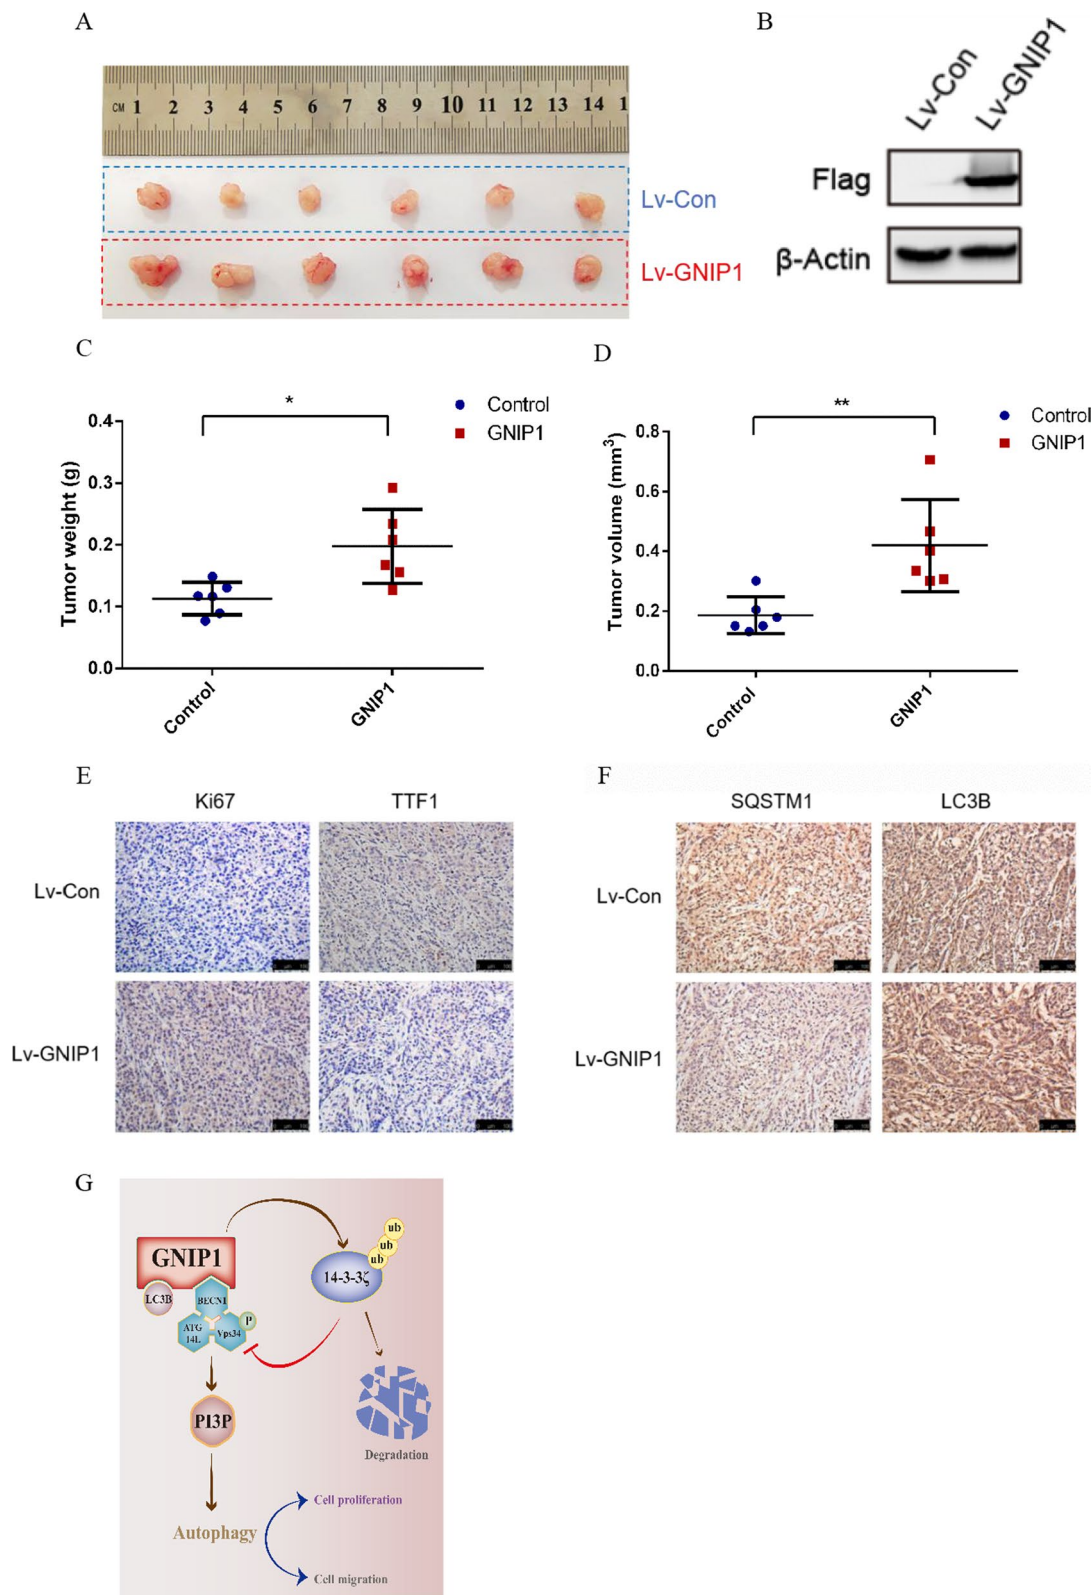 A
CM 1 2 3 4 5 6 7 8 9 10 11 12 13 14 1
Lv-Con
Lv-GNIP1
B
Lv-Con
Lv-GNIP1
Flag
β-Actin
C
*
Control
GNIP1
Tumor weight (g)
0.4
0.3
0.2
0.1
0.0
Control
GNIP1
D
**
Control
GNIP1
Tumor volume (mm³)
0.8
0.6
0.4
0.2
0.0
Control
GNIP1
E
Ki67
TTF1
Lv-Con
Lv-GNIP1
F
SQSTM1
LC3B
Lv-Con
Lv-GNIP1
G
GNIP1
LC3B
BECN1
ATG
14L
Vps34
P
14-3-3ζ
ub
ub
ub
PI3P
Degradation
Autophagy
Cell proliferation
Cell migration